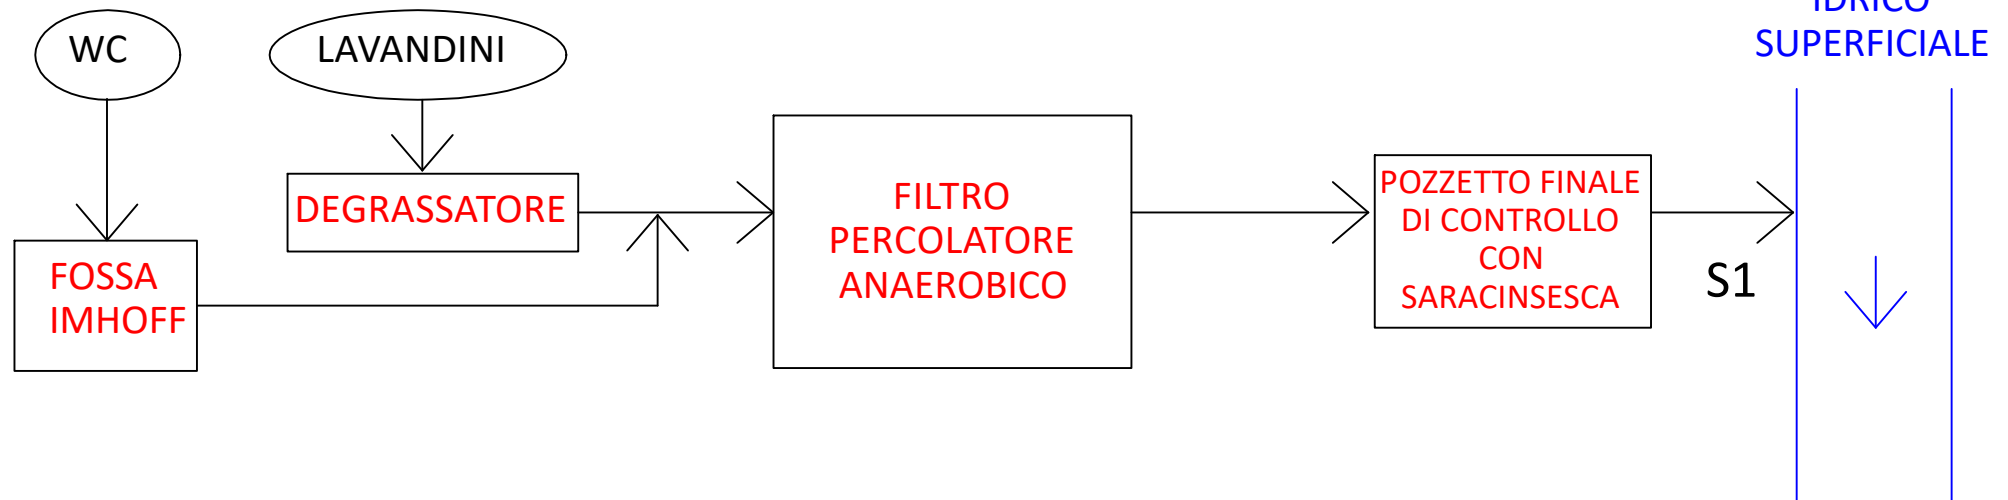 WC
LAVANDINI
IDRICO
SUPERFICIALE
DEGRASSATORE
FOSSA
IMHOFF
FILTRO
PERCOLATORE
ANAEROBICO
POZZETTO FINALE
DI CONTROLLO
CON
SARACINSESCA
S1